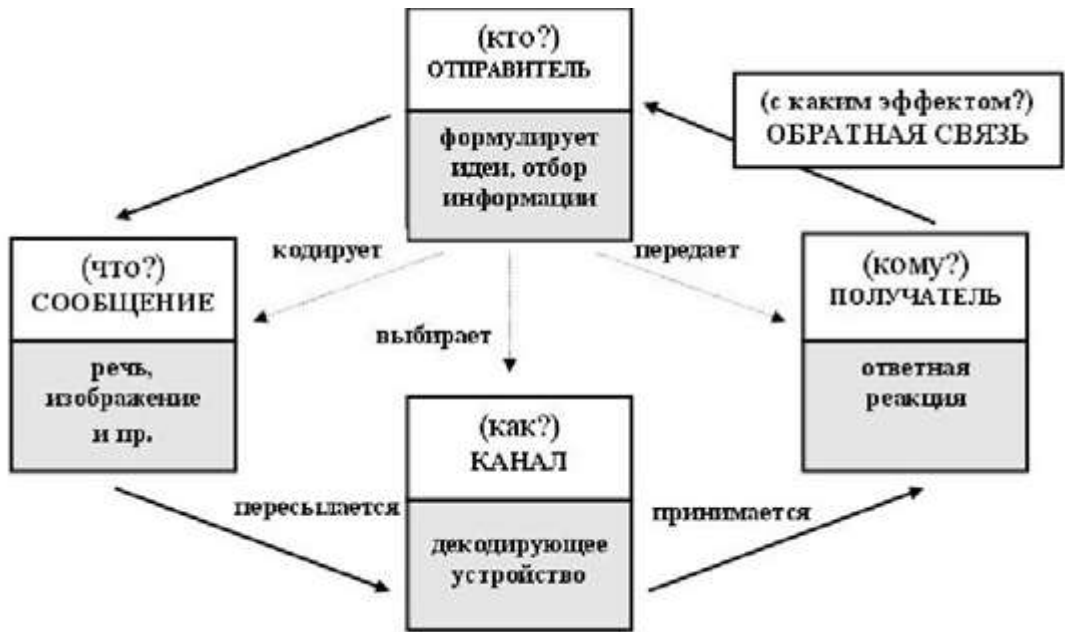 (кто?)
ОТПРАВИТЕЛЬ
формулирует
идеи, отбор
информации
(с каким эффектом?)
ОБРАТНАЯ СВЯЗЬ
кодирует
передает
выбирает
(что?)
СООБЩЕНИЕ
речь,
изображение
и пр.
(кому?)
ПОЛУЧАТЕЛЬ
ответная
реакция
(как?)
КАНАЛ
декодирующее
устройство
пересылается
принимается